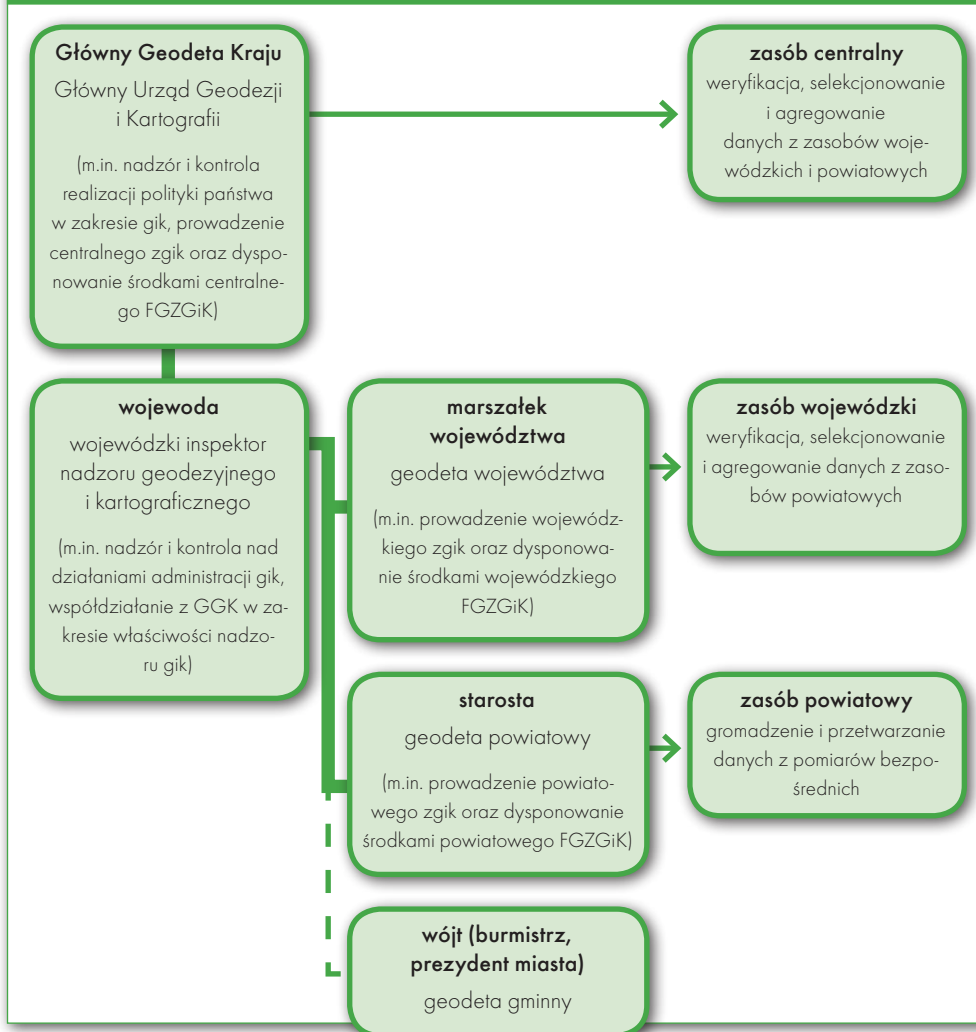 Główny Geodeta Kraju
Główny Urząd Geodezji
i Kartografii
(m.in. nadzór i kontrola
realizacji polityki państwa
w zakresie gik, prowadzenie
centralnego zgik oraz dyspo-
nowanie środkami centralne-
go FGZGiK)
zasób centralny
weryfikacja, selekcjonowanie
i agregowanie
danych z zasobów woje-
wódzkich i powiatowych
wojewoda
wojewódzki inspektor
nadzoru geodezyjnego
i kartograficznego
(m.in. nadzór i kontrola nad
działaniami administracji gik,
współdziałanie z GGK w za-
kresie właściwości nadzo-
ru gik)
marszałek
województwa
geodeta województwa
(m.in. prowadzenie wojewódz-
kiego zgik oraz dysponowa-
nie środkami wojewódzkiego
FGZGiK)
zasób wojewódzki
weryfikacja, selekcjonowanie
i agregowanie danych z zaso-
bów powiatowych
starosta
geodeta powiatowy
(m.in. prowadzenie powiato-
wego zgik oraz dysponowanie
środkami powiatowego FGZGiK)
zasób powiatowy
gromadzenie i przetwarzanie
danych z pomiarów bezpo-
średnich
wójt (burmistrz,
prezydent miasta)
geodeta gminny